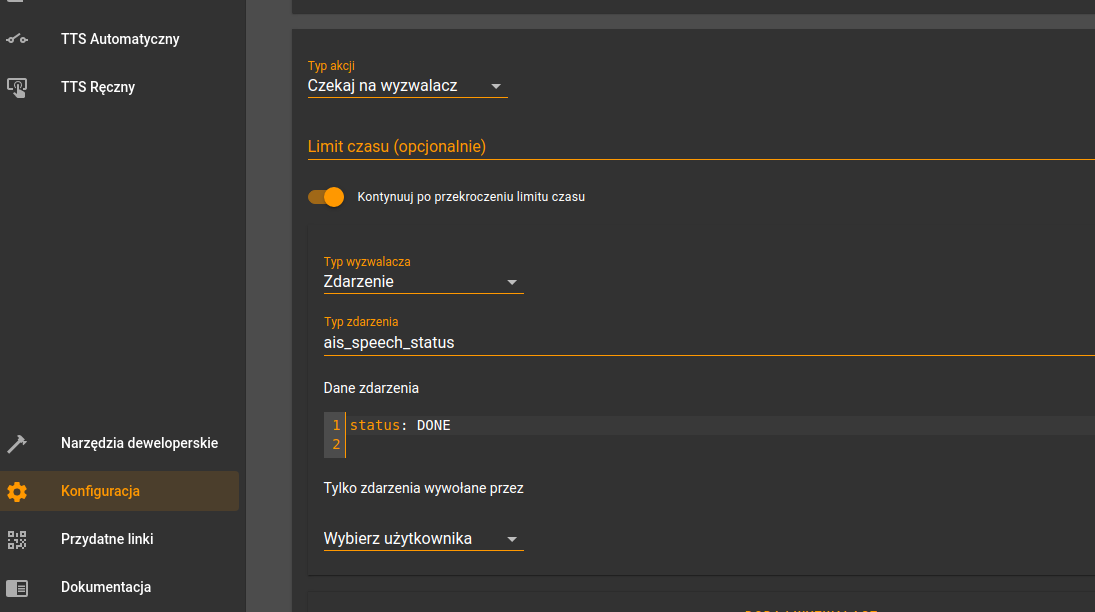 TTS Automatyczny
TTS Ręczny
Narzędzia deweloperskie
Konfiguracja
Przydatne linki
Dokumentacja
Typ akcji
Czekaj na wyzwalacz
Limit czasu (opcjonalnie)
Kontynuuj po przekroczeniu limitu czasu
Typ wyzwalacza
Zdarzenie
Typ zdarzenia
ais_speech_status
Dane zdarzenia
1 status: DONE
2
Tylko zdarzenia wywołane przez
Wybierz użytkownika